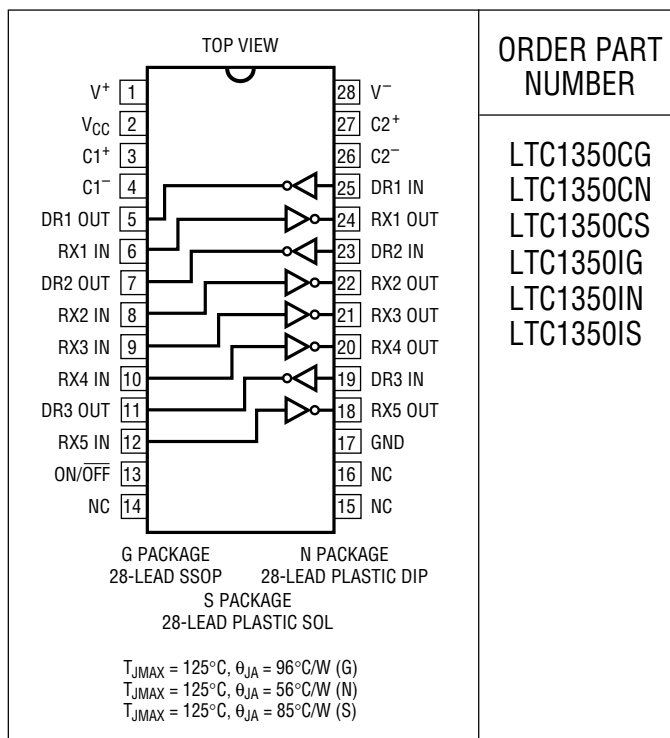 TOP VIEW
ORDER PART
NUMBER
V+ 1
28 V−
VCC 2
27 C2+
C1+ 3
26 C2−
C1− 4
25 DR1 IN
DR1 OUT 5
24 RX1 OUT
RX1 IN 6
23 DR2 IN
DR2 OUT 7
22 RX2 OUT
RX2 IN 8
21 RX3 OUT
RX3 IN 9
20 RX4 OUT
RX4 IN 10
19 DR3 IN
DR3 OUT 11
18 RX5 OUT
RX5 IN 12
17 GND
ON/OFF 13
16 NC
NC 14
15 NC
G PACKAGE
28-LEAD SSOP
N PACKAGE
28-LEAD PLASTIC DIP
S PACKAGE
28-LEAD PLASTIC SOL
TJMAX = 125°C, θJA = 96°C/W (G)
TJMAX = 125°C, θJA = 56°C/W (N)
TJMAX = 125°C, θJA = 85°C/W (S)
LTC1350CG
LTC1350CN
LTC1350CS
LTC1350IG
LTC1350IN
LTC1350IS